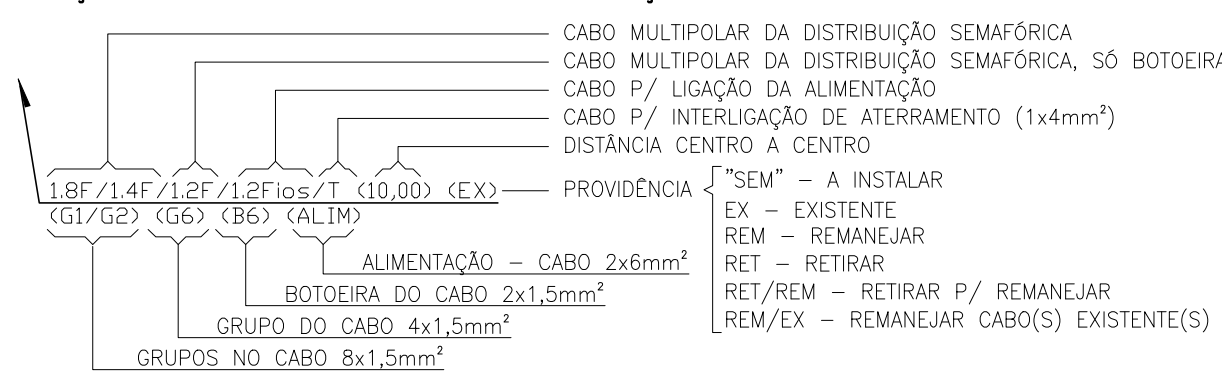 CABO MULTIPOLAR DA DISTRIBUIÇÃO SEMAFÓRICA
CABO MULTIPOLAR DA DISTRIBUIÇÃO SEMAFÓRICA, SÓ BOTOEIRA
CABO P/ LIGAÇÃO DA ALIMENTAÇÃO
CABO P/ INTERLIGAÇÃO DE ATERRAMENTO (1x4mm²)
DISTÂNCIA CENTRO A CENTRO
1.8F/1.4F/1.2F/1.2Fios/T (10,00) (EX)
PROVIDÊNCIA
(G1/G2) (G6) (B6) (ALIM)
"SEM" – A INSTALAR
EX – EXISTENTE
REM – REMANEJAR
RET – RETIRAR
RET/REM – RETIRAR P/ REMANEJAR
REM/EX – REMANEJAR CABO(S) EXISTENTE(S)
ALIMENTAÇÃO – CABO 2x6mm²
BOTOEIRA DO CABO 2x1,5mm²
GRUPO DO CABO 4x1,5mm²
GRUPOS NO CABO 8x1,5mm²